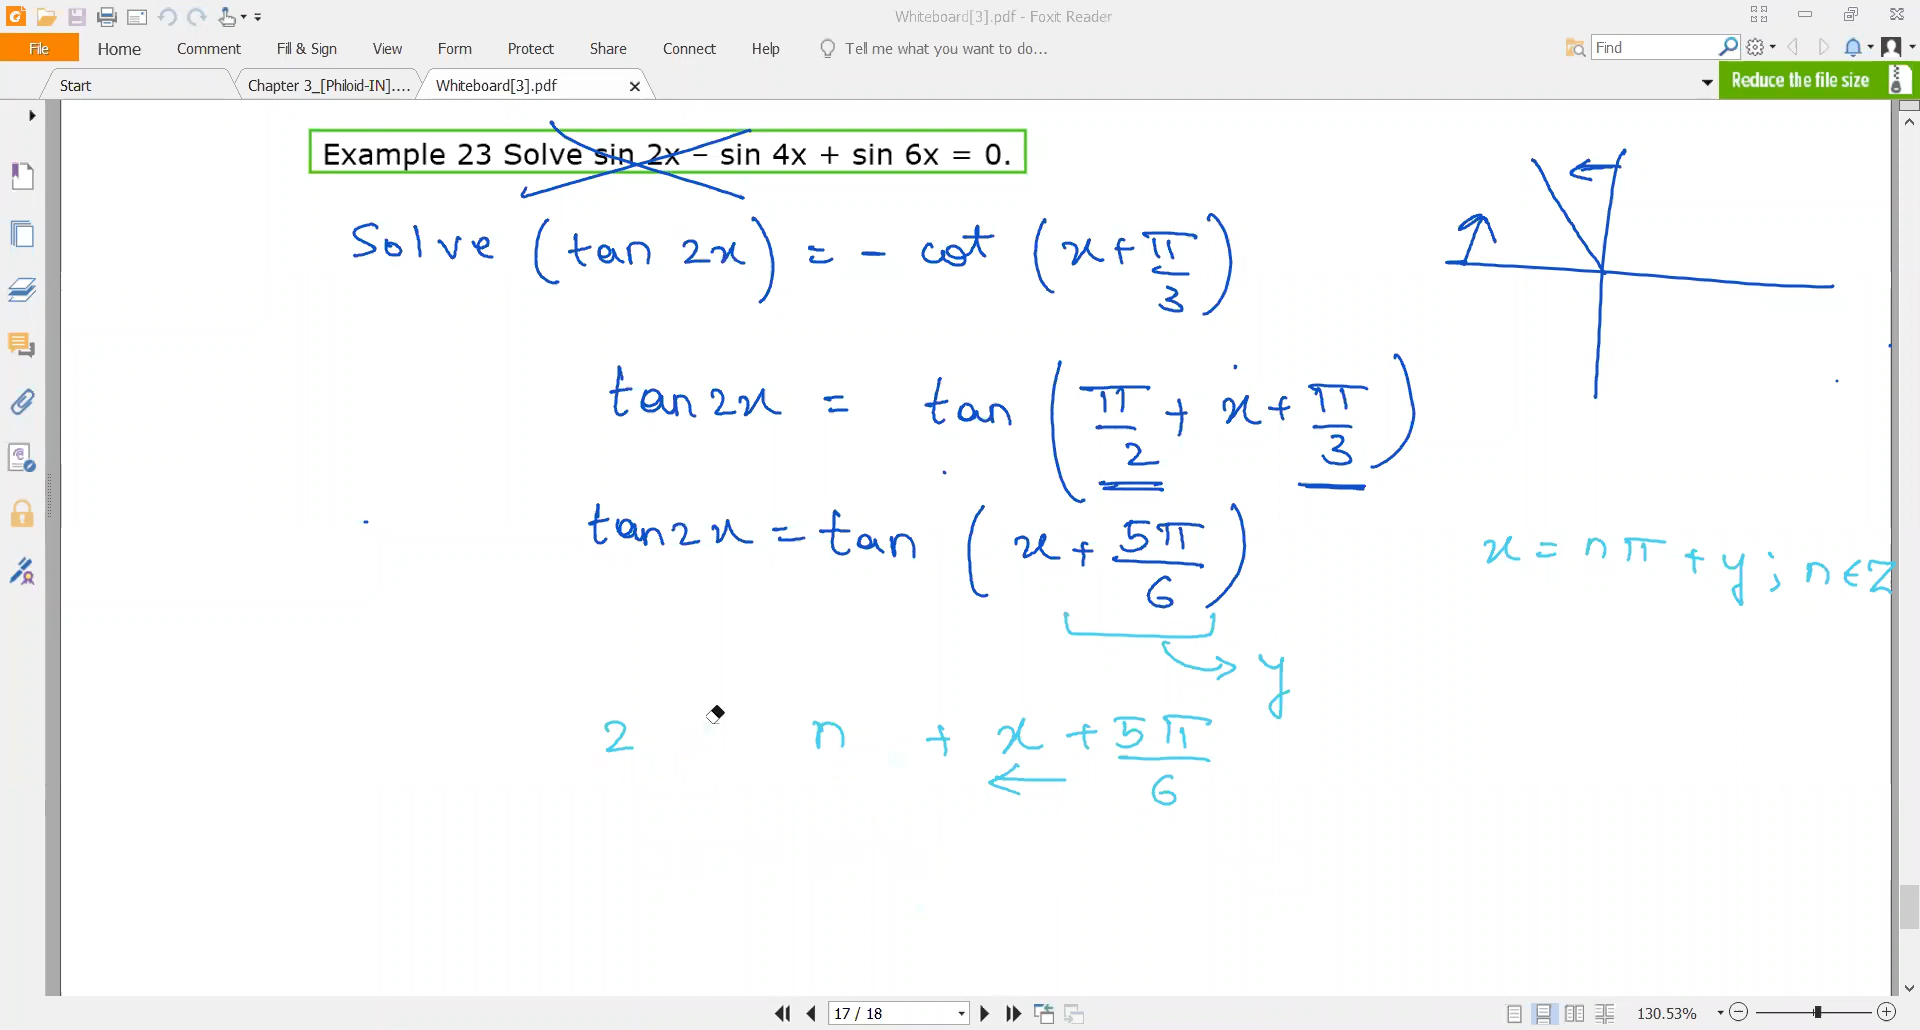 Whiteboard[3].pdf - Foxit Reader
File Home Comment Fill & Sign View Form Protect Share Connect Help Tell me what you want to do... Find
Start Chapter 3_[Philoid-IN].... Whiteboard[3].pdf Reduce the file size
Example 23 Solve sin 2x – sin 4x + sin 6x = 0.
Solve (tan 2x) = - cot (x + π/3)
tan 2x = tan (π/2 + x + π/3)
tan 2x = tan (x + 5π/6)
x = nπ + y ; n ∈ Z
y
2 n + x + 5π/6
17 / 18 130.53%